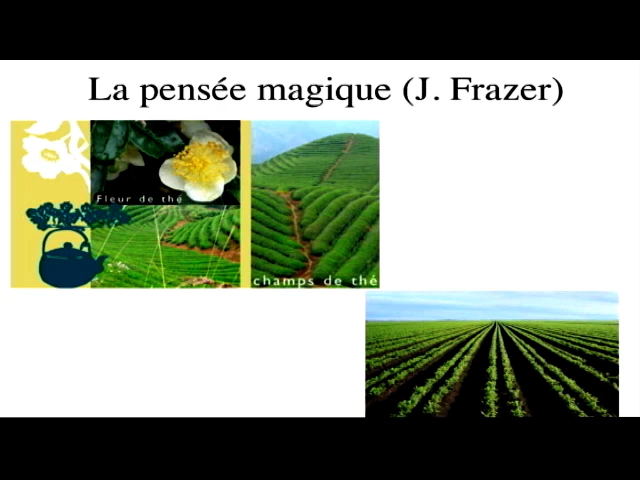 La pensée magique (J. Frazer)
Fleur de thé
champs de thé